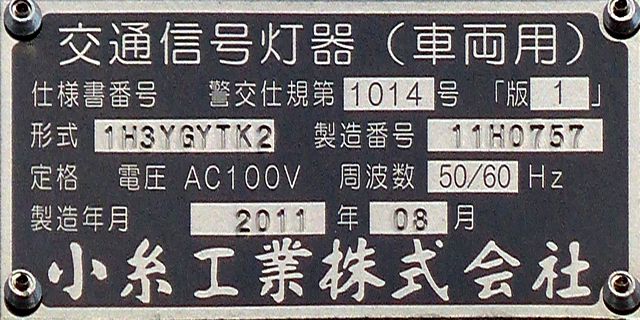 交通信号灯器（車両用）
仕様書番号 警交仕規第 1014 号 「版 1 」
形式 1H3YGYTK2 製造番号 11H0757
定格 電圧 AC100V 周波数 50/60 Hz
製造年月 2011 年 08 月
小糸工業株式会社